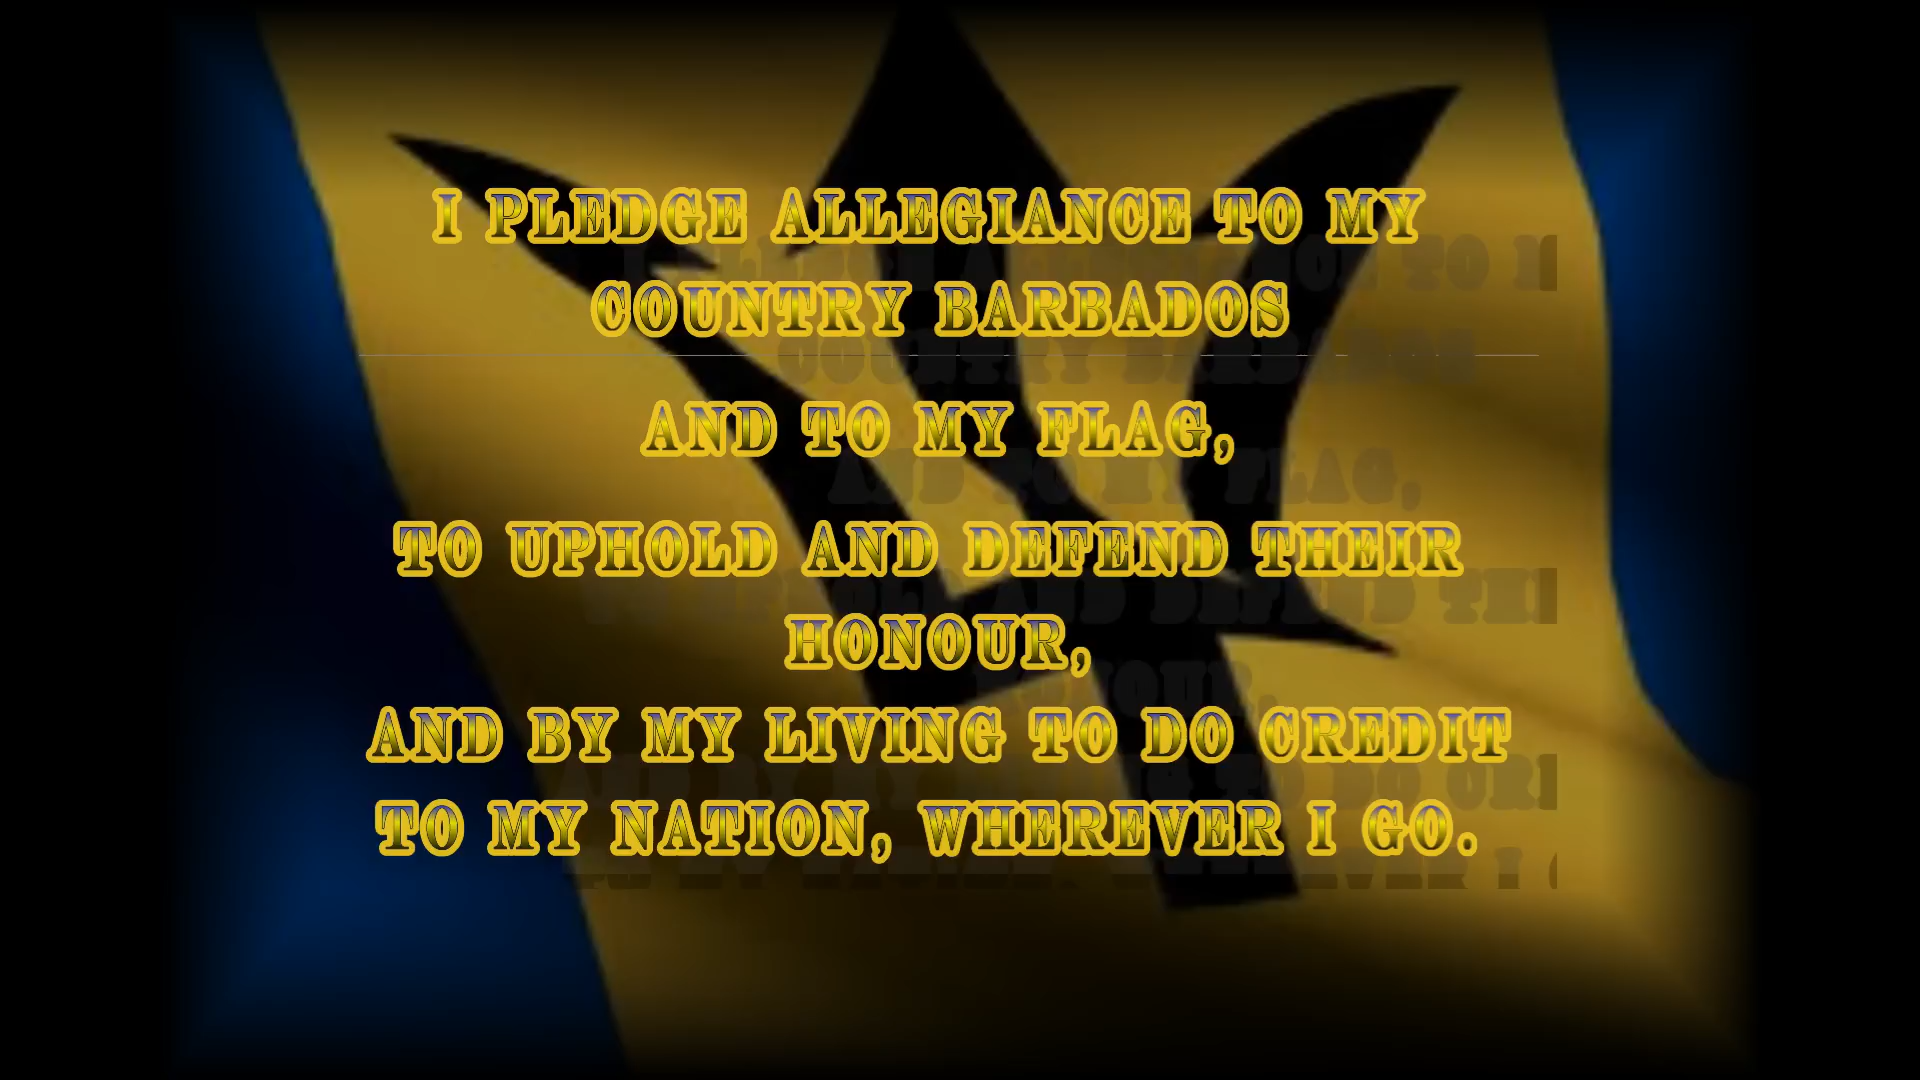 I PLEDGE ALLEGIANCE TO MY
COUNTRY BARBADOS
AND TO MY FLAG,
TO UPHOLD AND DEFEND THEIR
HONOUR,
AND BY MY LIVING TO DO CREDIT
TO MY NATION, WHEREVER I GO.